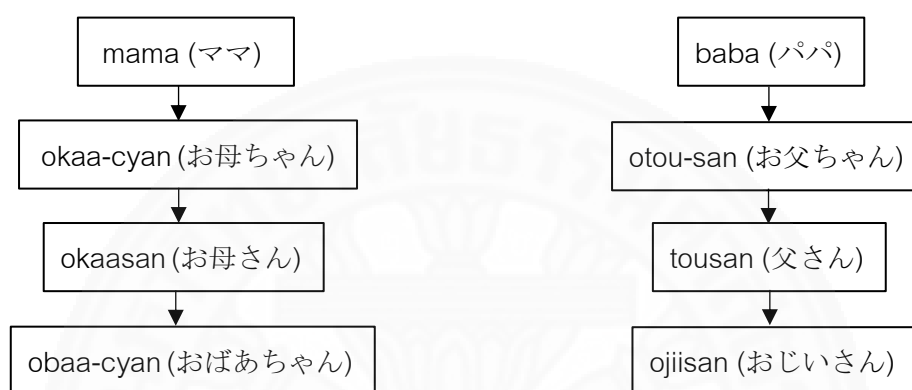 mama (ママ)
okaa-cyan (お母ちゃん)
okaasan (お母さん)
obaa-cyan (おばあちゃん)
baba (パパ)
otou-san (お父ちゃん)
tousan (父さん)
ojiisan (おじいさん)